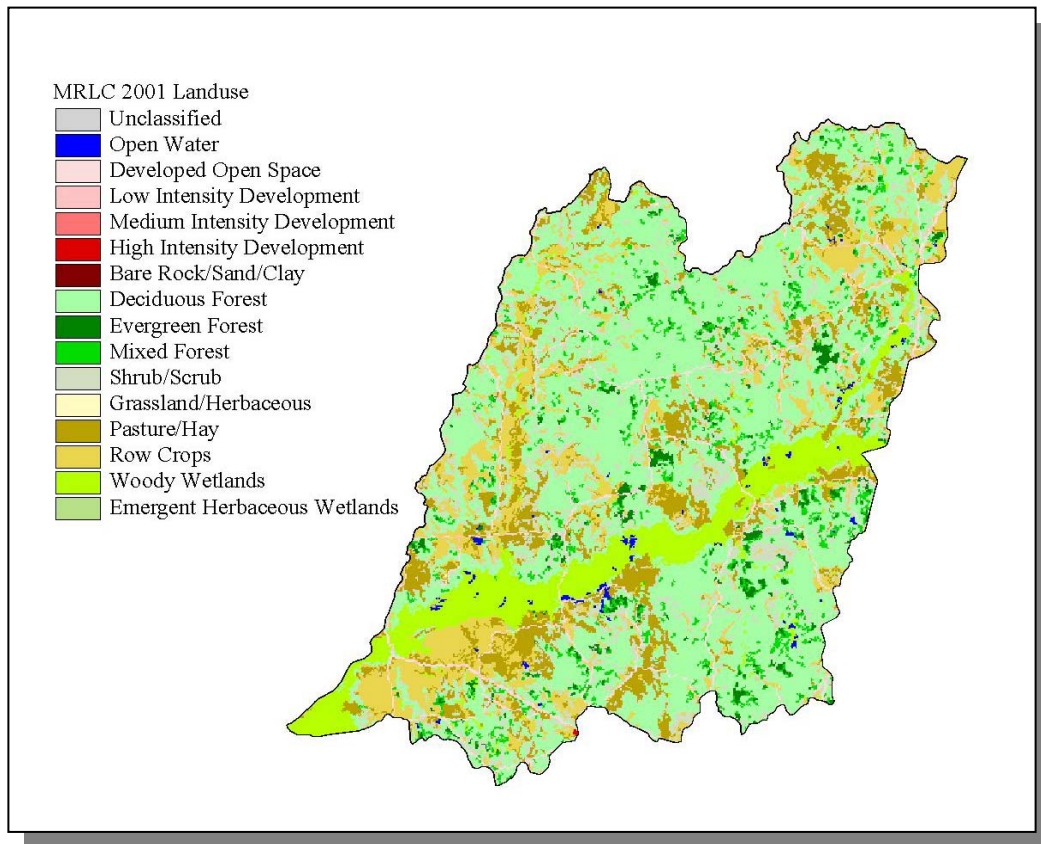 MRLC 2001 Landuse
Unclassified
Open Water
Developed Open Space
Low Intensity Development
Medium Intensity Development
High Intensity Development
Bare Rock/Sand/Clay
Deciduous Forest
Evergreen Forest
Mixed Forest
Shrub/Scrub
Grassland/Herbaceous
Pasture/Hay
Row Crops
Woody Wetlands
Emergent Herbaceous Wetlands